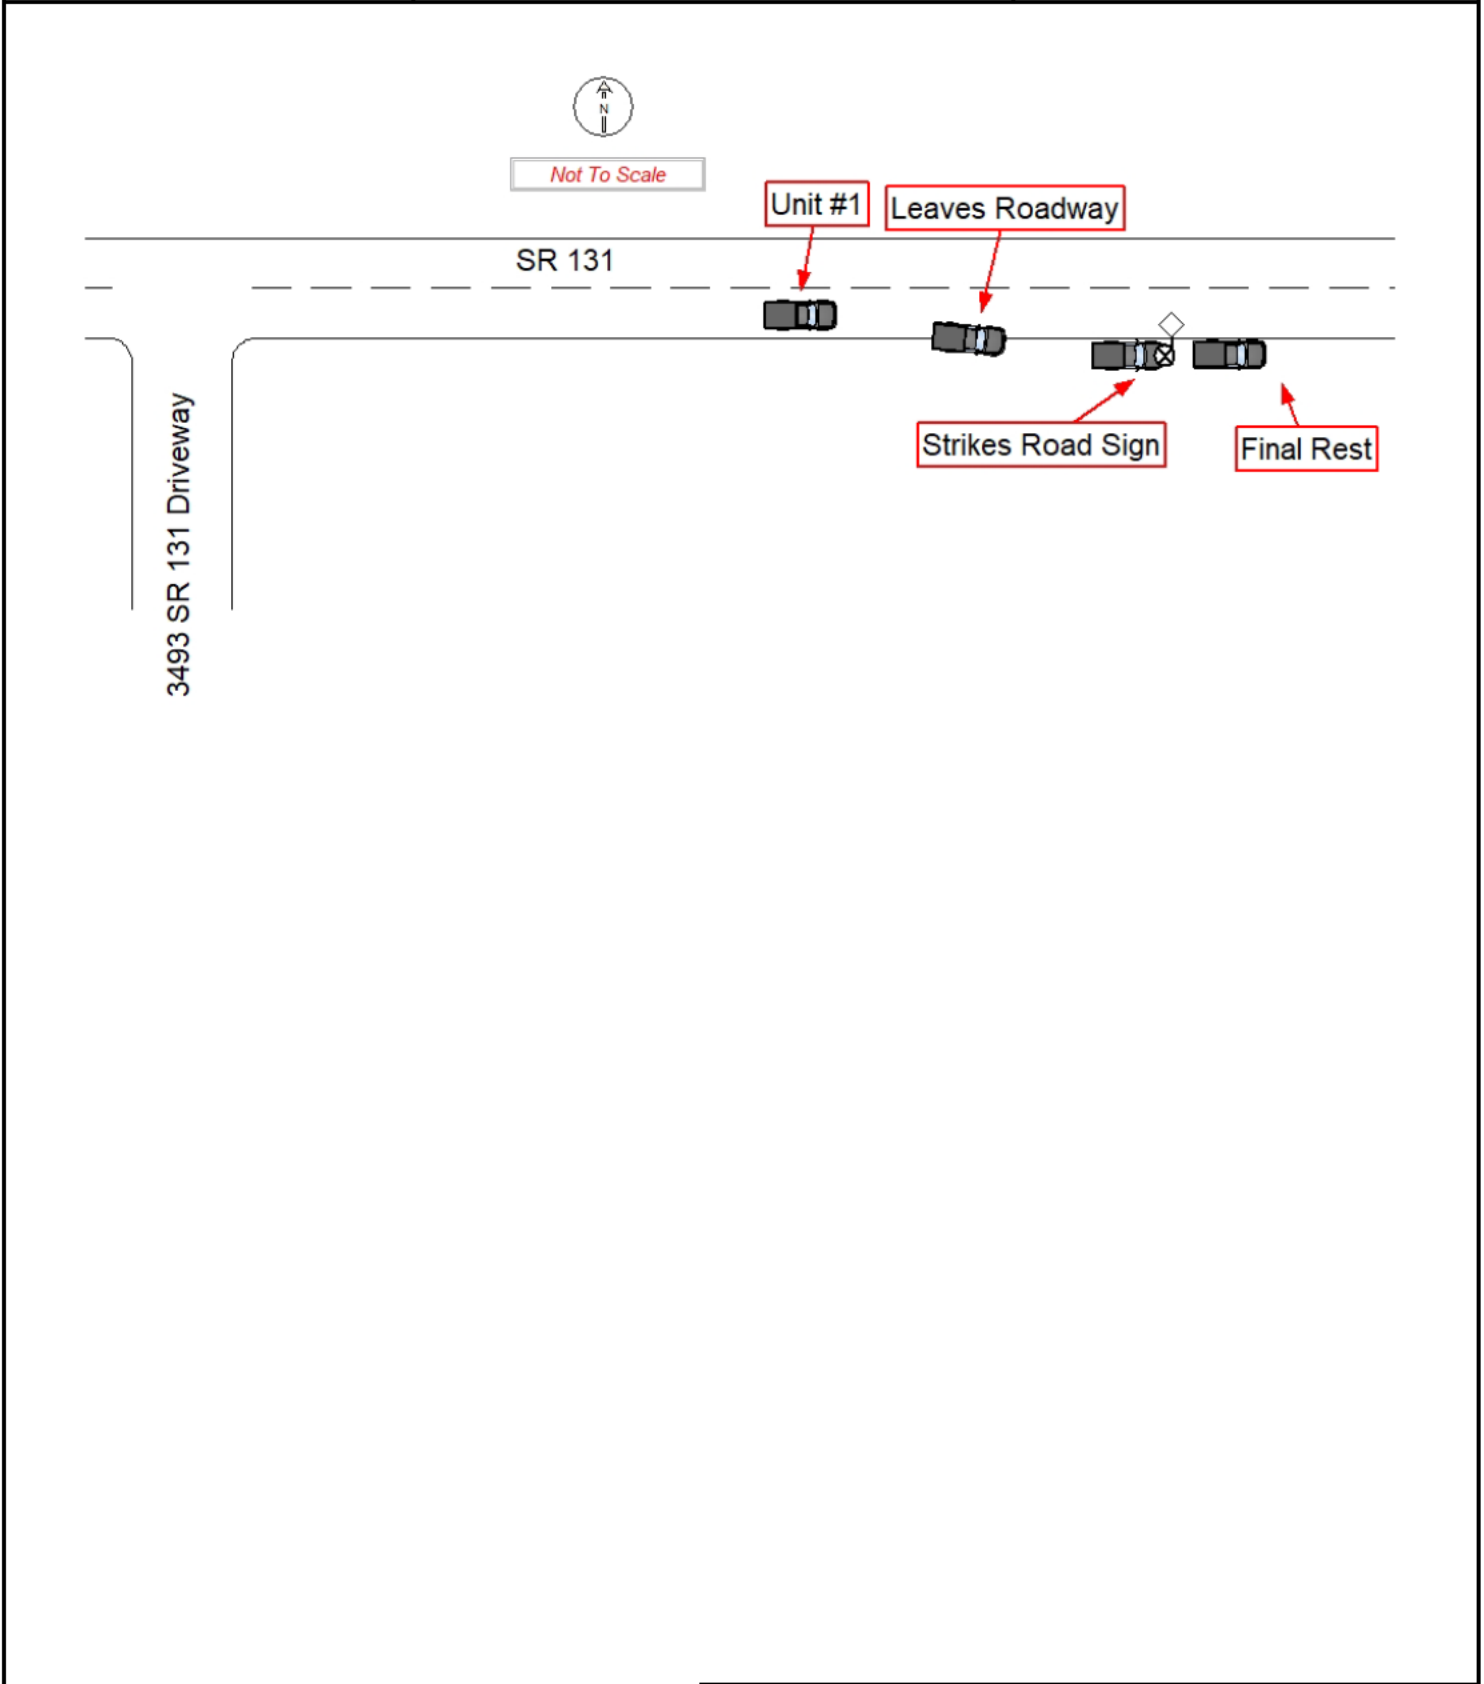 N
Not To Scale
Unit #1
Leaves Roadway
SR 131
Strikes Road Sign
Final Rest
3493 SR 131 Driveway